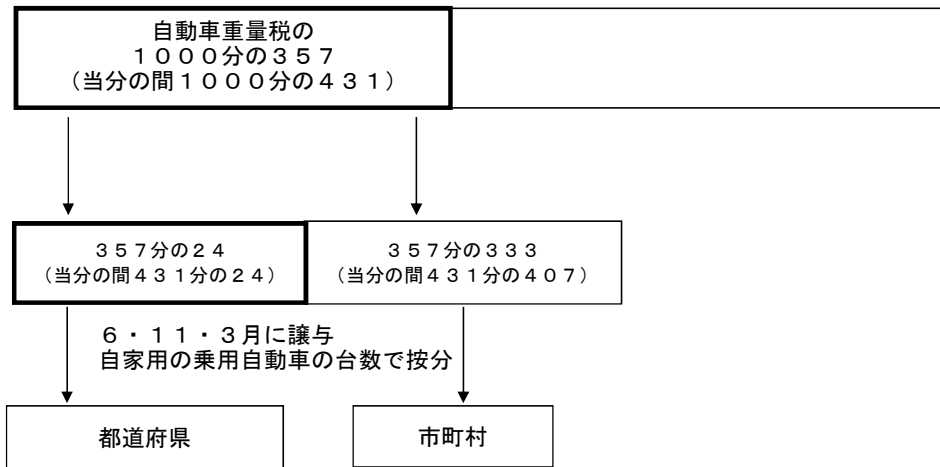 自動車重量税の
１０００分の３５７
（当分の間１０００分の４３１）
３５７分の２４
（当分の間４３１分の２４）
３５７分の３３３
（当分の間４３１分の４０７）
６・１１・３月に譲与
自家用の乗用自動車の台数で按分
都道府県
市町村